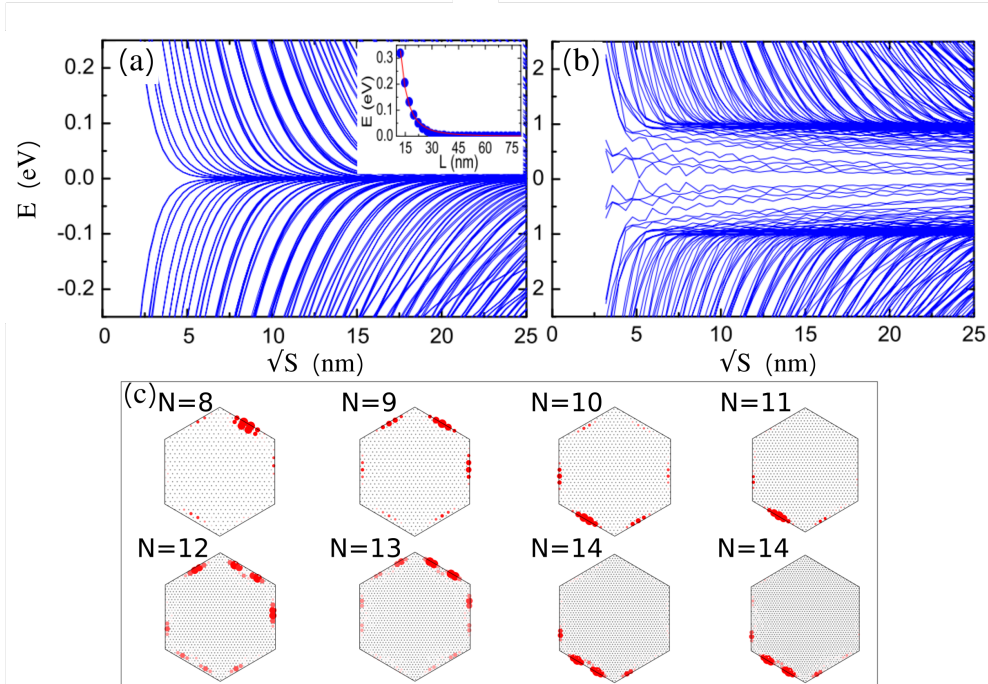 (a)
E (eV)
0.2
0.1
0.0
-0.1
-0.2
0 5 10 15 20 25
√S (nm)
E (eV)
0.3
0.2
0.1
0.0
15 30 45 60 75
L (nm)
(b)
2
1
0
1
2
0 5 10 15 20 25
√S (nm)
(c)
N=8 N=9 N=10 N=11
N=12 N=13 N=14 N=14